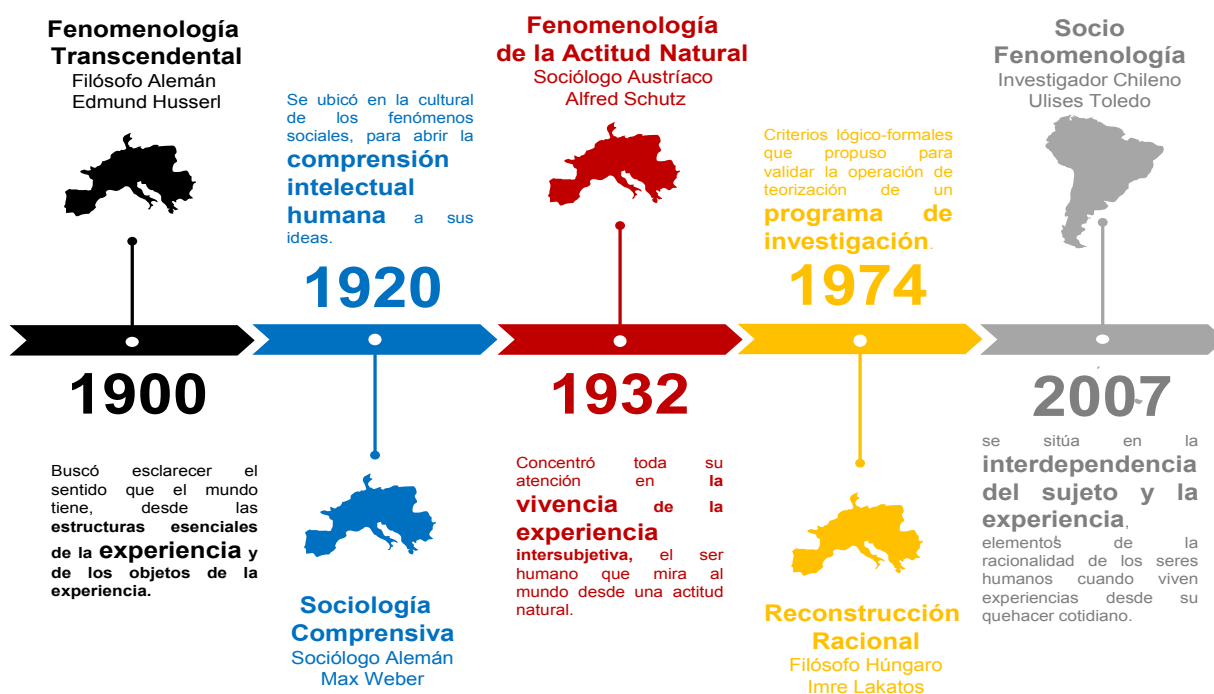 Fenomenología
Transcendental
Filósofo Alemán
Edmund Husserl
1900
Buscó esclarecer el
sentido que el mundo
tiene, desde las
estructuras esenciales
de la experiencia y
de los objetos de la
experiencia.
Se ubicó en la cultural
de los fenómenos
sociales, para abrir la
comprensión
intelectual
humana a sus
ideas.
1920
Sociología
Comprensiva
Sociólogo Alemán
Max Weber
Fenomenología
de la Actitud Natural
Sociólogo Austríaco
Alfred Schutz
1932
Concentró toda su
atención en la
vivencia de la
experiencia
intersubjetiva, el ser
humano que mira al
mundo desde una actitud
natural.
Criterios lógico-formales
que propuso para
validar la operación de
teorización de un
programa de
investigación.
1974
Reconstrucción
Racional
Filósofo Húngaro
Imre Lakatos
Socio
Fenomenología
Investigador Chileno
Ulises Toledo
2007
se sitúa en la
interdependencia
del sujeto y la
experiencia,
elementos de la
racionalidad de los seres
humanos cuando viven
experiencias desde su
quehacer cotidiano.